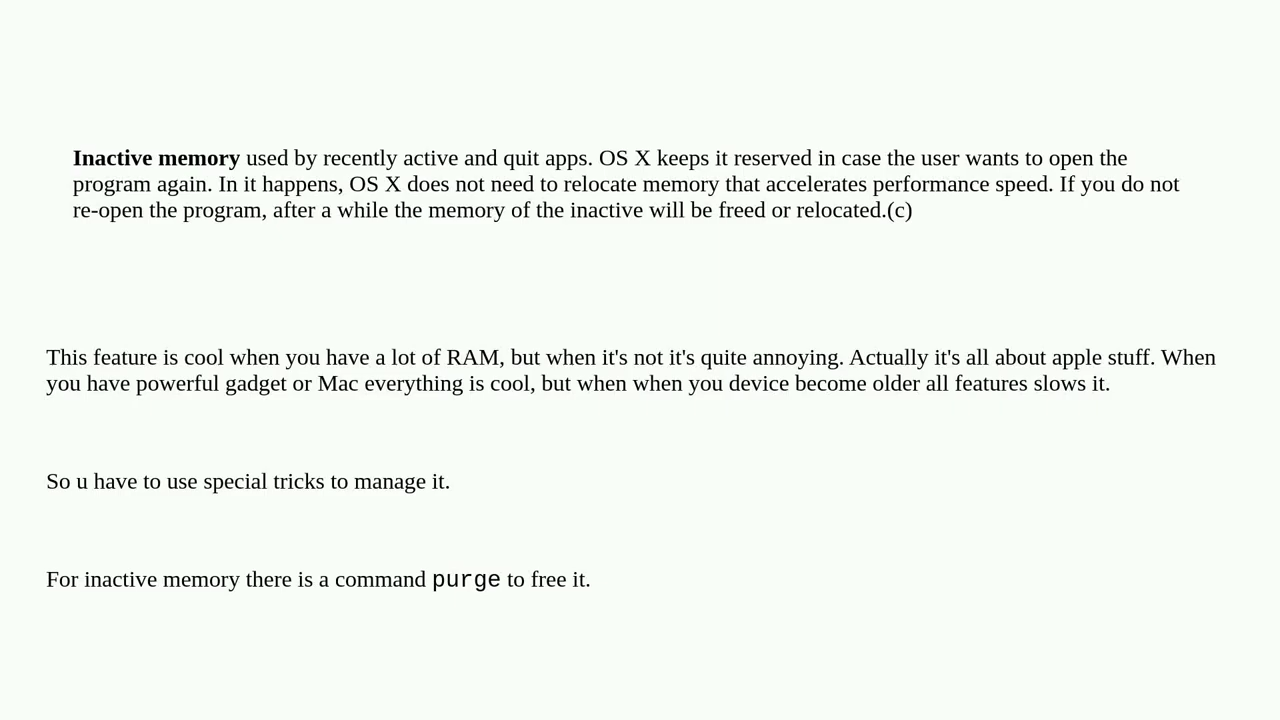 Inactive memory used by recently active and quit apps. OS X keeps it reserved in case the user wants to open the
program again. In it happens, OS X does not need to relocate memory that accelerates performance speed. If you do not
re-open the program, after a while the memory of the inactive will be freed or relocated.(c)
This feature is cool when you have a lot of RAM, but when it's not it's quite annoying. Actually it's all about apple stuff. When
you have powerful gadget or Mac everything is cool, but when when you device become older all features slows it.
So u have to use special tricks to manage it.
For inactive memory there is a command purge to free it.